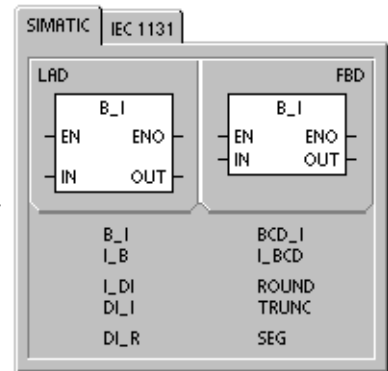 SIMATIC IEC 1131
LAD FBD
B_I B_I
EN ENO EN ENO
IN OUT IN OUT
B_I BCD_I
I_B I_BCD
I_DI ROUND
DI_I TRUNC
DI_R SEG